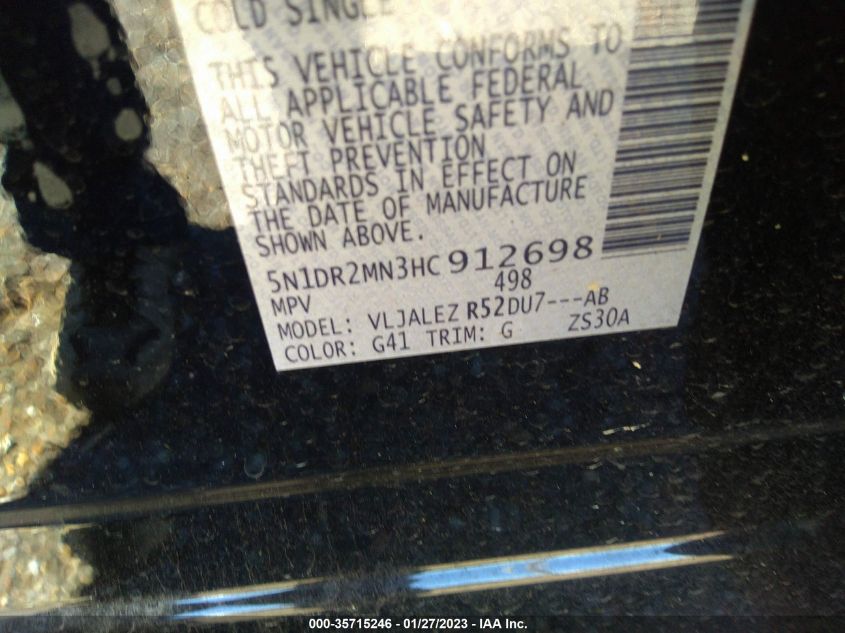 COLD SINGLE
THIS VEHICLE CONFORMS TO
ALL APPLICABLE FEDERAL
MOTOR VEHICLE SAFETY AND
THEFT PREVENTION
STANDARDS IN EFFECT ON
THE DATE OF MANUFACTURE
SHOWN ABOVE.
5N1DR2MN3HC912698
MPV 498
MODEL: VLJALEZ R52DU7---AB
COLOR: G41 TRIM: G ZS30A
000-35715246 - 01/27/2023 - IAA Inc.